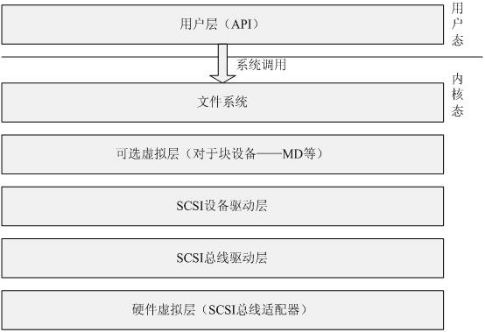 用户层（API）
用户态
系统调用
内核态
文件系统
可选虚拟层（对于块设备——MD等）
SCSI设备驱动层
SCSI总线驱动层
硬件虚拟层（SCSI总线适配器）